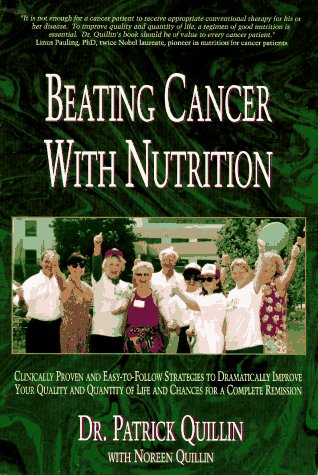 "It is not enough for a cancer patient to receive appropriate conventional therapy for his or
her disease. To improve quality and quantity of life, a regimen of good nutrition is
essential. Dr. Quillin's book should be of value to every cancer patient."
Linus Pauling, PhD, twice Nobel laureate, pioneer in nutrition for cancer patients
BEATING CANCER
WITH NUTRITION
CLINICALLY PROVEN AND EASY-TO-FOLLOW STRATEGIES TO DRAMATICALLY IMPROVE
YOUR QUALITY AND QUANTITY OF LIFE AND CHANCES FOR A COMPLETE REMISSION
DR. PATRICK QUILLIN
WITH NOREEN QUILLIN